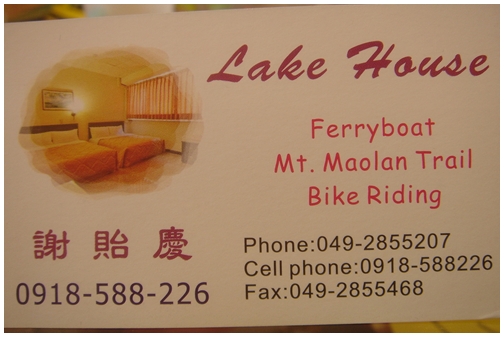 Lake House
Ferryboat
Mt. Maolan Trail
Bike Riding
謝貽慶
0918-588-226
Phone:049-2855207
Cell phone:0918-588226
Fax:049-2855468